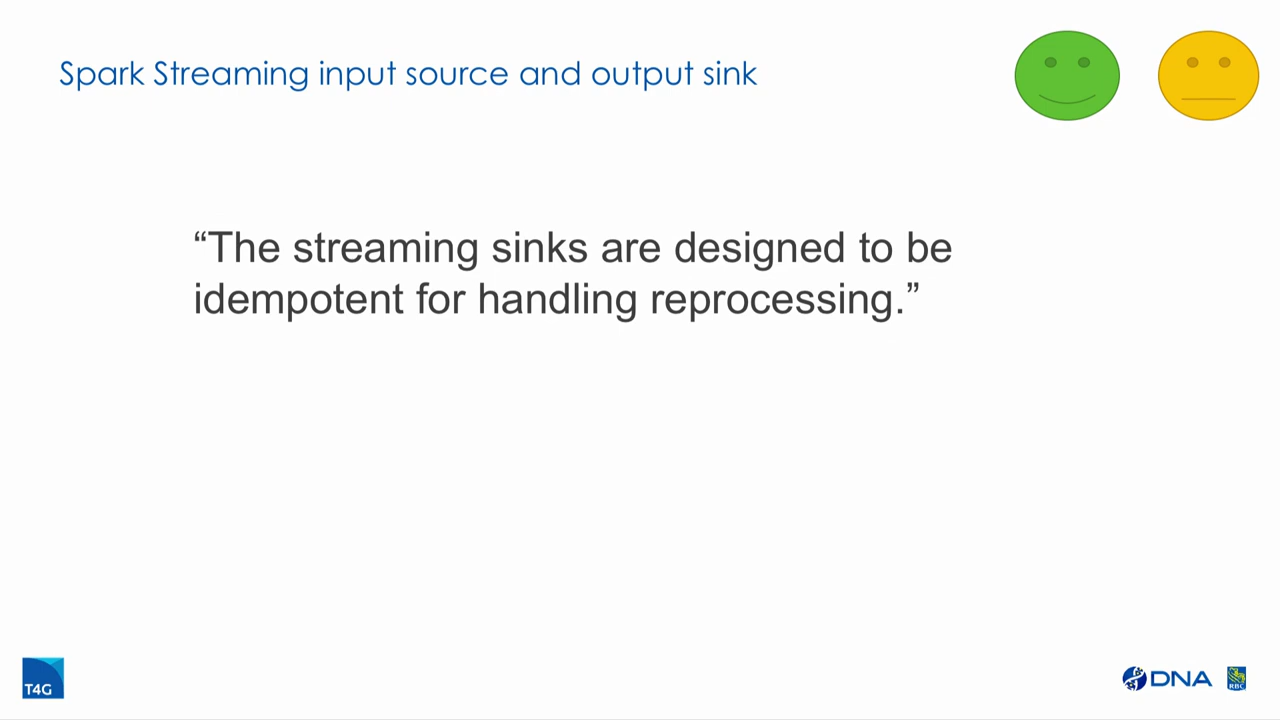 Spark Streaming input source and output sink
“The streaming sinks are designed to be
idempotent for handling reprocessing.”
T4G
DNA
RBC